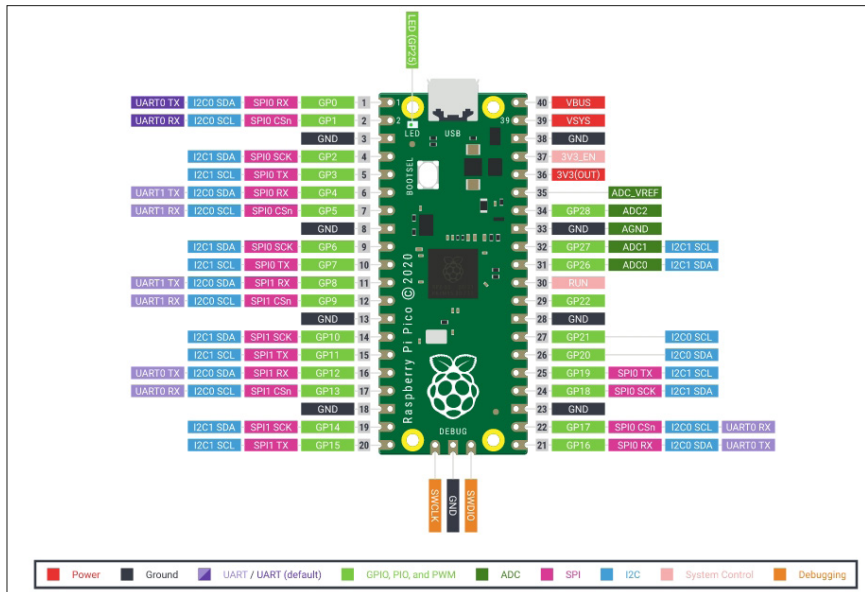 LED (GP25)
UART0 TX I2C0 SDA SPI0 RX GP0 1 1 40 VBUS
UART0 RX I2C0 SCL SPI0 CSn GP1 2 2 LED USB 39 39 VSYS
GND 3 38 GND
I2C1 SDA SPI0 SCK GP2 4 37 3V3_EN
I2C1 SCL SPI0 TX GP3 5 BOOTSEL 36 3V3(OUT)
UART1 TX I2C0 SDA SPI0 RX GP4 6 35 ADC_VREF
UART1 RX I2C0 SCL SPI0 CSn GP5 7 34 GP28 ADC2
GND 8 33 GND AGND
I2C1 SDA SPI0 SCK GP6 9 32 GP27 ADC1 I2C1 SCL
I2C1 SCL SPI0 TX GP7 10 31 GP26 ADC0 I2C1 SDA
UART1 TX I2C0 SDA SPI1 RX GP8 11 30 RUN
UART1 RX I2C0 SCL SPI1 CSn GP9 12 29 GP22
GND 13 28 GND
I2C1 SDA SPI1 SCK GP10 14 27 GP21 I2C0 SCL
I2C1 SCL SPI1 TX GP11 15 26 GP20 I2C0 SDA
UART0 TX I2C0 SDA SPI1 RX GP12 16 25 GP19 SPI0 TX I2C1 SCL
UART0 RX I2C0 SCL SPI1 CSn GP13 17 24 GP18 SPI0 SCK I2C1 SDA
GND 18 23 GND
I2C1 SDA SPI1 SCK GP14 19 22 GP17 SPI0 CSn I2C0 SCL UART0 RX
I2C1 SCL SPI1 TX GP15 20 21 GP16 SPI0 RX I2C0 SDA UART0 TX
Raspberry Pi Pico © 2020
DEBUG
SWCLK GND SWDIO
Power Ground UART / UART (default) GPIO, PIO, and PWM ADC SPI I2C System Control Debugging